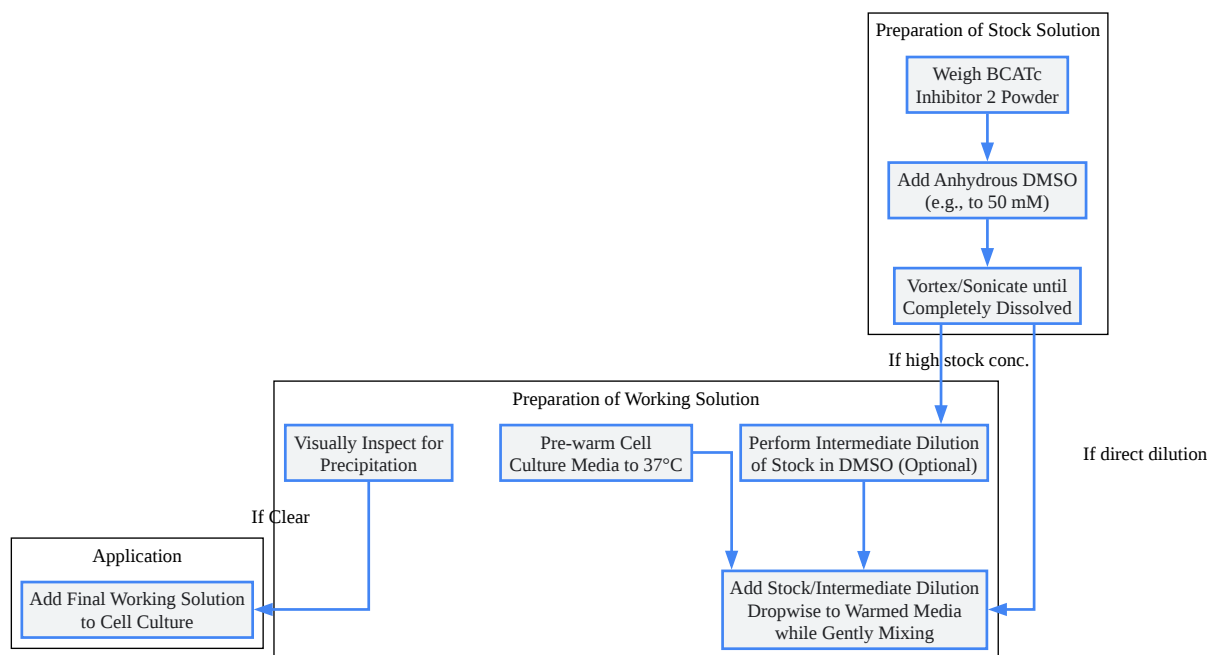 Preparation of Stock Solution
Weigh BCATc
Inhibitor 2 Powder
Add Anhydrous DMSO
(e.g., to 50 mM)
Vortex/Sonicate until
Completely Dissolved
If high stock conc.
Preparation of Working Solution
Visually Inspect for
Precipitation
Pre-warm Cell
Culture Media to 37°C
Perform Intermediate Dilution
of Stock in DMSO (Optional)
If direct dilution
If Clear
Application
Add Final Working Solution
to Cell Culture
Add Stock/Intermediate Dilution
Dropwise to Warmed Media
while Gently Mixing